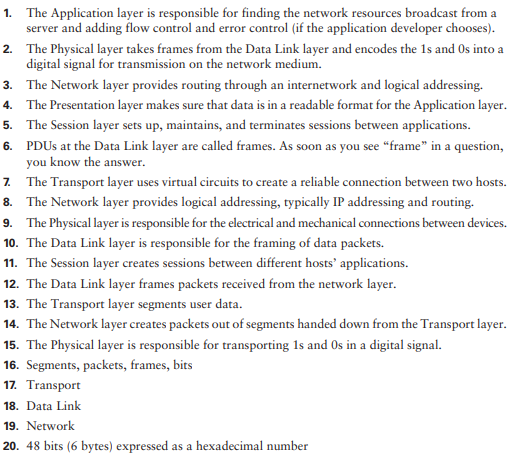 1. The Application layer is responsible for finding the network resources broadcast from a
server and adding flow control and error control (if the application developer chooses).
2. The Physical layer takes frames from the Data Link layer and encodes the 1s and 0s into a
digital signal for transmission on the network medium.
3. The Network layer provides routing through an internetwork and logical addressing.
4. The Presentation layer makes sure that data is in a readable format for the Application layer.
5. The Session layer sets up, maintains, and terminates sessions between applications.
6. PDUs at the Data Link layer are called frames. As soon as you see “frame” in a question,
you know the answer.
7. The Transport layer uses virtual circuits to create a reliable connection between two hosts.
8. The Network layer provides logical addressing, typically IP addressing and routing.
9. The Physical layer is responsible for the electrical and mechanical connections between devices.
10. The Data Link layer is responsible for the framing of data packets.
11. The Session layer creates sessions between different hosts’ applications.
12. The Data Link layer frames packets received from the network layer.
13. The Transport layer segments user data.
14. The Network layer creates packets out of segments handed down from the Transport layer.
15. The Physical layer is responsible for transporting 1s and 0s in a digital signal.
16. Segments, packets, frames, bits
17. Transport
18. Data Link
19. Network
20. 48 bits (6 bytes) expressed as a hexadecimal number